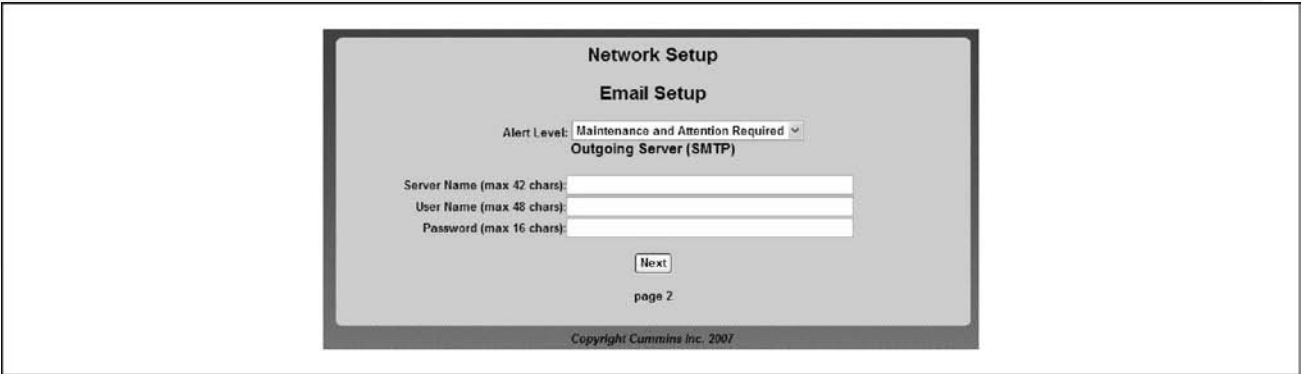 Network Setup
Email Setup
Alert Level: Maintenance and Attention Required
Outgoing Server (SMTP)
Server Name (max 42 chars):
User Name (max 48 chars):
Password (max 16 chars):
Next
page 2
Copyright Cummins Inc. 2007